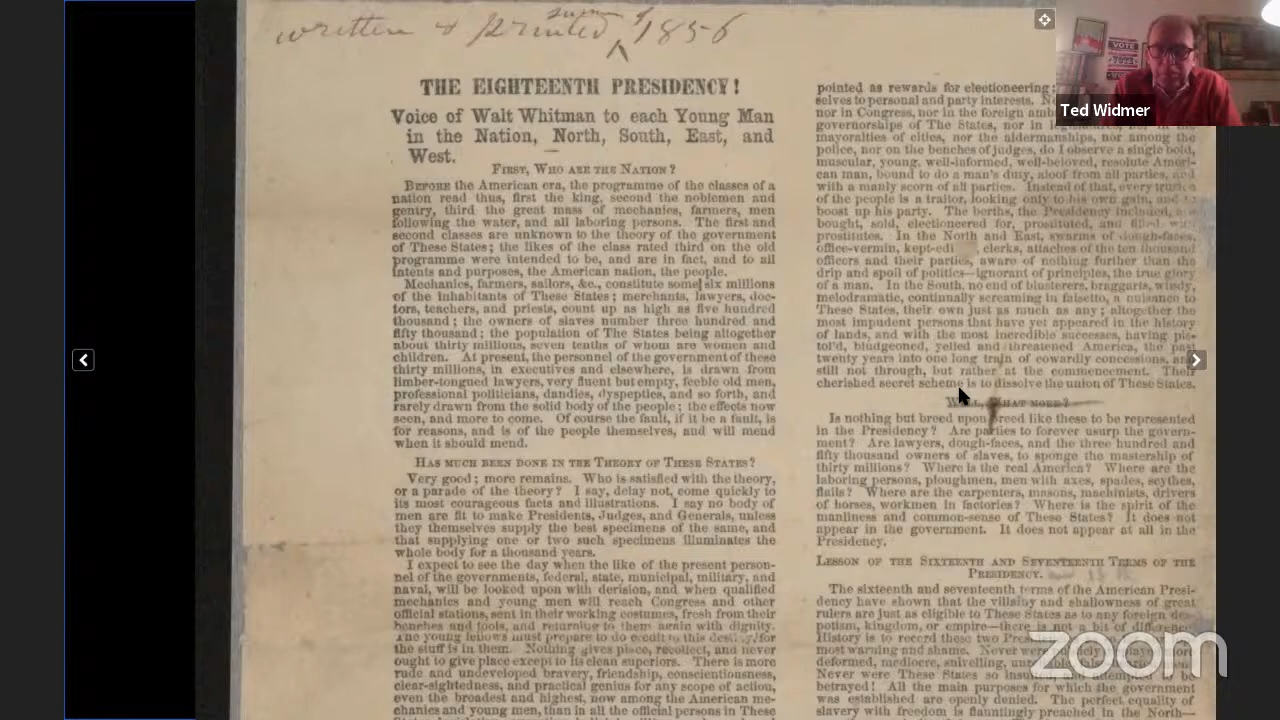 written & printed, summer of 1856
THE EIGHTEENTH PRESIDENCY!
Voice of Walt Whitman to each Young Man
in the Nation, North, South, East, and
West.
FIRST, WHO ARE THE NATION?
BEFORE the American era, the programme of the classes of a
nation read thus, first the king, second the noblemen and
gentry, third the great mass of mechanics, farmers, men
following the water, and all laboring persons. The first and
second classes are unknown to the theory of the government
of These States; the likes of the class rated third on the old
programme were intended to be, and are in fact, and to all
intents and purposes, the American nation, the people.
Mechanics, farmers, sailors, &c., constitute some six millions
of the inhabitants of These States; merchants, lawyers, doc-
tors, teachers, and priests, count up as high as five hundred
thousand; the owners of slaves number three hundred and
fifty thousand; the population of The States being altogether
about thirty millions, seven tenths of whom are women and
children. At present, the personnel of the government of these
thirty millions, in executives and elsewhere, is drawn from
limber-tongued lawyers, very fluent but empty, feeble old men,
professional politicians, dandies, dyspeptics, and so forth, and
rarely drawn from the solid body of the people; the effects now
seen, and more to come. Of course the fault, if it be a fault, is
for reasons, and is of the people themselves, and will mend
when it should mend.
HAS MUCH BEEN DONE IN THE THEORY OF THESE STATES?
Very good; more remains. Who is satisfied with the theory,
or a parade of the theory? I say, delay not, come quickly to
its most courageous facts and illustrations. I say no body of
men are fit to make Presidents, Judges, and Generals, unless
they themselves supply the best specimens of the same, and
that supplying one or two such specimens illuminates the
whole body for a thousand years.
I expect to see the day when the like of the present person-
nel of the governments, federal, state, municipal, military, and
naval, will be looked upon with derision, and when qualified
mechanics and young men will reach Congress and other
official stations, sent in their working costumes, fresh from their
benches and tools, and returning to them again with dignity.
The young fellows must prepare to do credit to this destiny, for
the stuff is in them. Nothing gives place, recollect, and never
ought to give place except to its clean superiors. There is more
rude and undeveloped bravery, friendship, conscientiousness,
clear-sightedness, and practical genius for any scope of action,
even the broadest and highest, now among the American me-
chanics and young men, than in all the official persons in These
pointed as rewards for electioneering;
selves to personal and party interests.
nor in Congress, nor in the foreign
governorships of The States, nor in legislatures, nor in the
mayoralties of cities, nor the aldermanships, nor among the
police, nor on the benches of judges, do I observe a single bold,
muscular, young, well-informed, well-beloved, resolute Ameri-
can man, bound to do a man's duty, aloof from all parties, and
with a manly scorn of all parties. Instead of that, every trustee
of the people is a traitor, looking only to his own gain, and to
boost up his party. The berths, the Presidency included, are
bought, sold, electioneered for, prostituted, and filled with
prostitutes. In the North and East, swarms of dough-faces,
office-vermin, kept-edi clerks, attaches of the ten thousand
officers and their parties, aware of nothing further than the
drip and spoil of politics—ignorant of principles, the true glory
of a man. In the South, no end of blusterers, braggarts, windy,
melodramatic, continually screaming in falsetto, a nuisance to
These States, their own just as much as any; altogether the
most impudent persons that have yet appeared in the history
of lands, and with the most incredible successes, having pis-
tol'd, bludgeoned, yelled and threatened America, the past
twenty years into one long train of cowardly concessions, and
still not through, but rather at the commencement. Their
cherished secret scheme is to dissolve the union of These States.
WELL, WHAT MORE?
Is nothing but breed upon breed like these to be represented
in the Presidency? Are parties to forever usurp the govern-
ment? Are lawyers, dough-faces, and the three hundred and
fifty thousand owners of slaves, to sponge the mastership of
thirty millions? Where is the real America? Where are the
laboring persons, ploughmen, men with axes, spades, scythes,
flails? Where are the carpenters, masons, machinists, drivers
of horses, workmen in factories? Where is the spirit of the
manliness and common-sense of These States? It does not
appear in the government. It does not appear at all in the
Presidency.
LESSON OF THE SIXTEENTH AND SEVENTEENTH TERMS OF THE
PRESIDENCY.
The sixteenth and seventeenth terms of the American Presi-
dency have shown that the villainy and shallowness of great
rulers are just as eligible to These States as to any foreign des-
potism, kingdom, or empire—there is not a bit of difference.
History is to record these two Pres
most warning and shame. Never were
deformed, mediocre, snivelling,
Never were These States so
betrayed! All the main purposes for which the government
was established are openly denied. The perfect equality of
slavery with freedom is flauntingly preached in the North—
VOTE
Ted Widmer
zoom